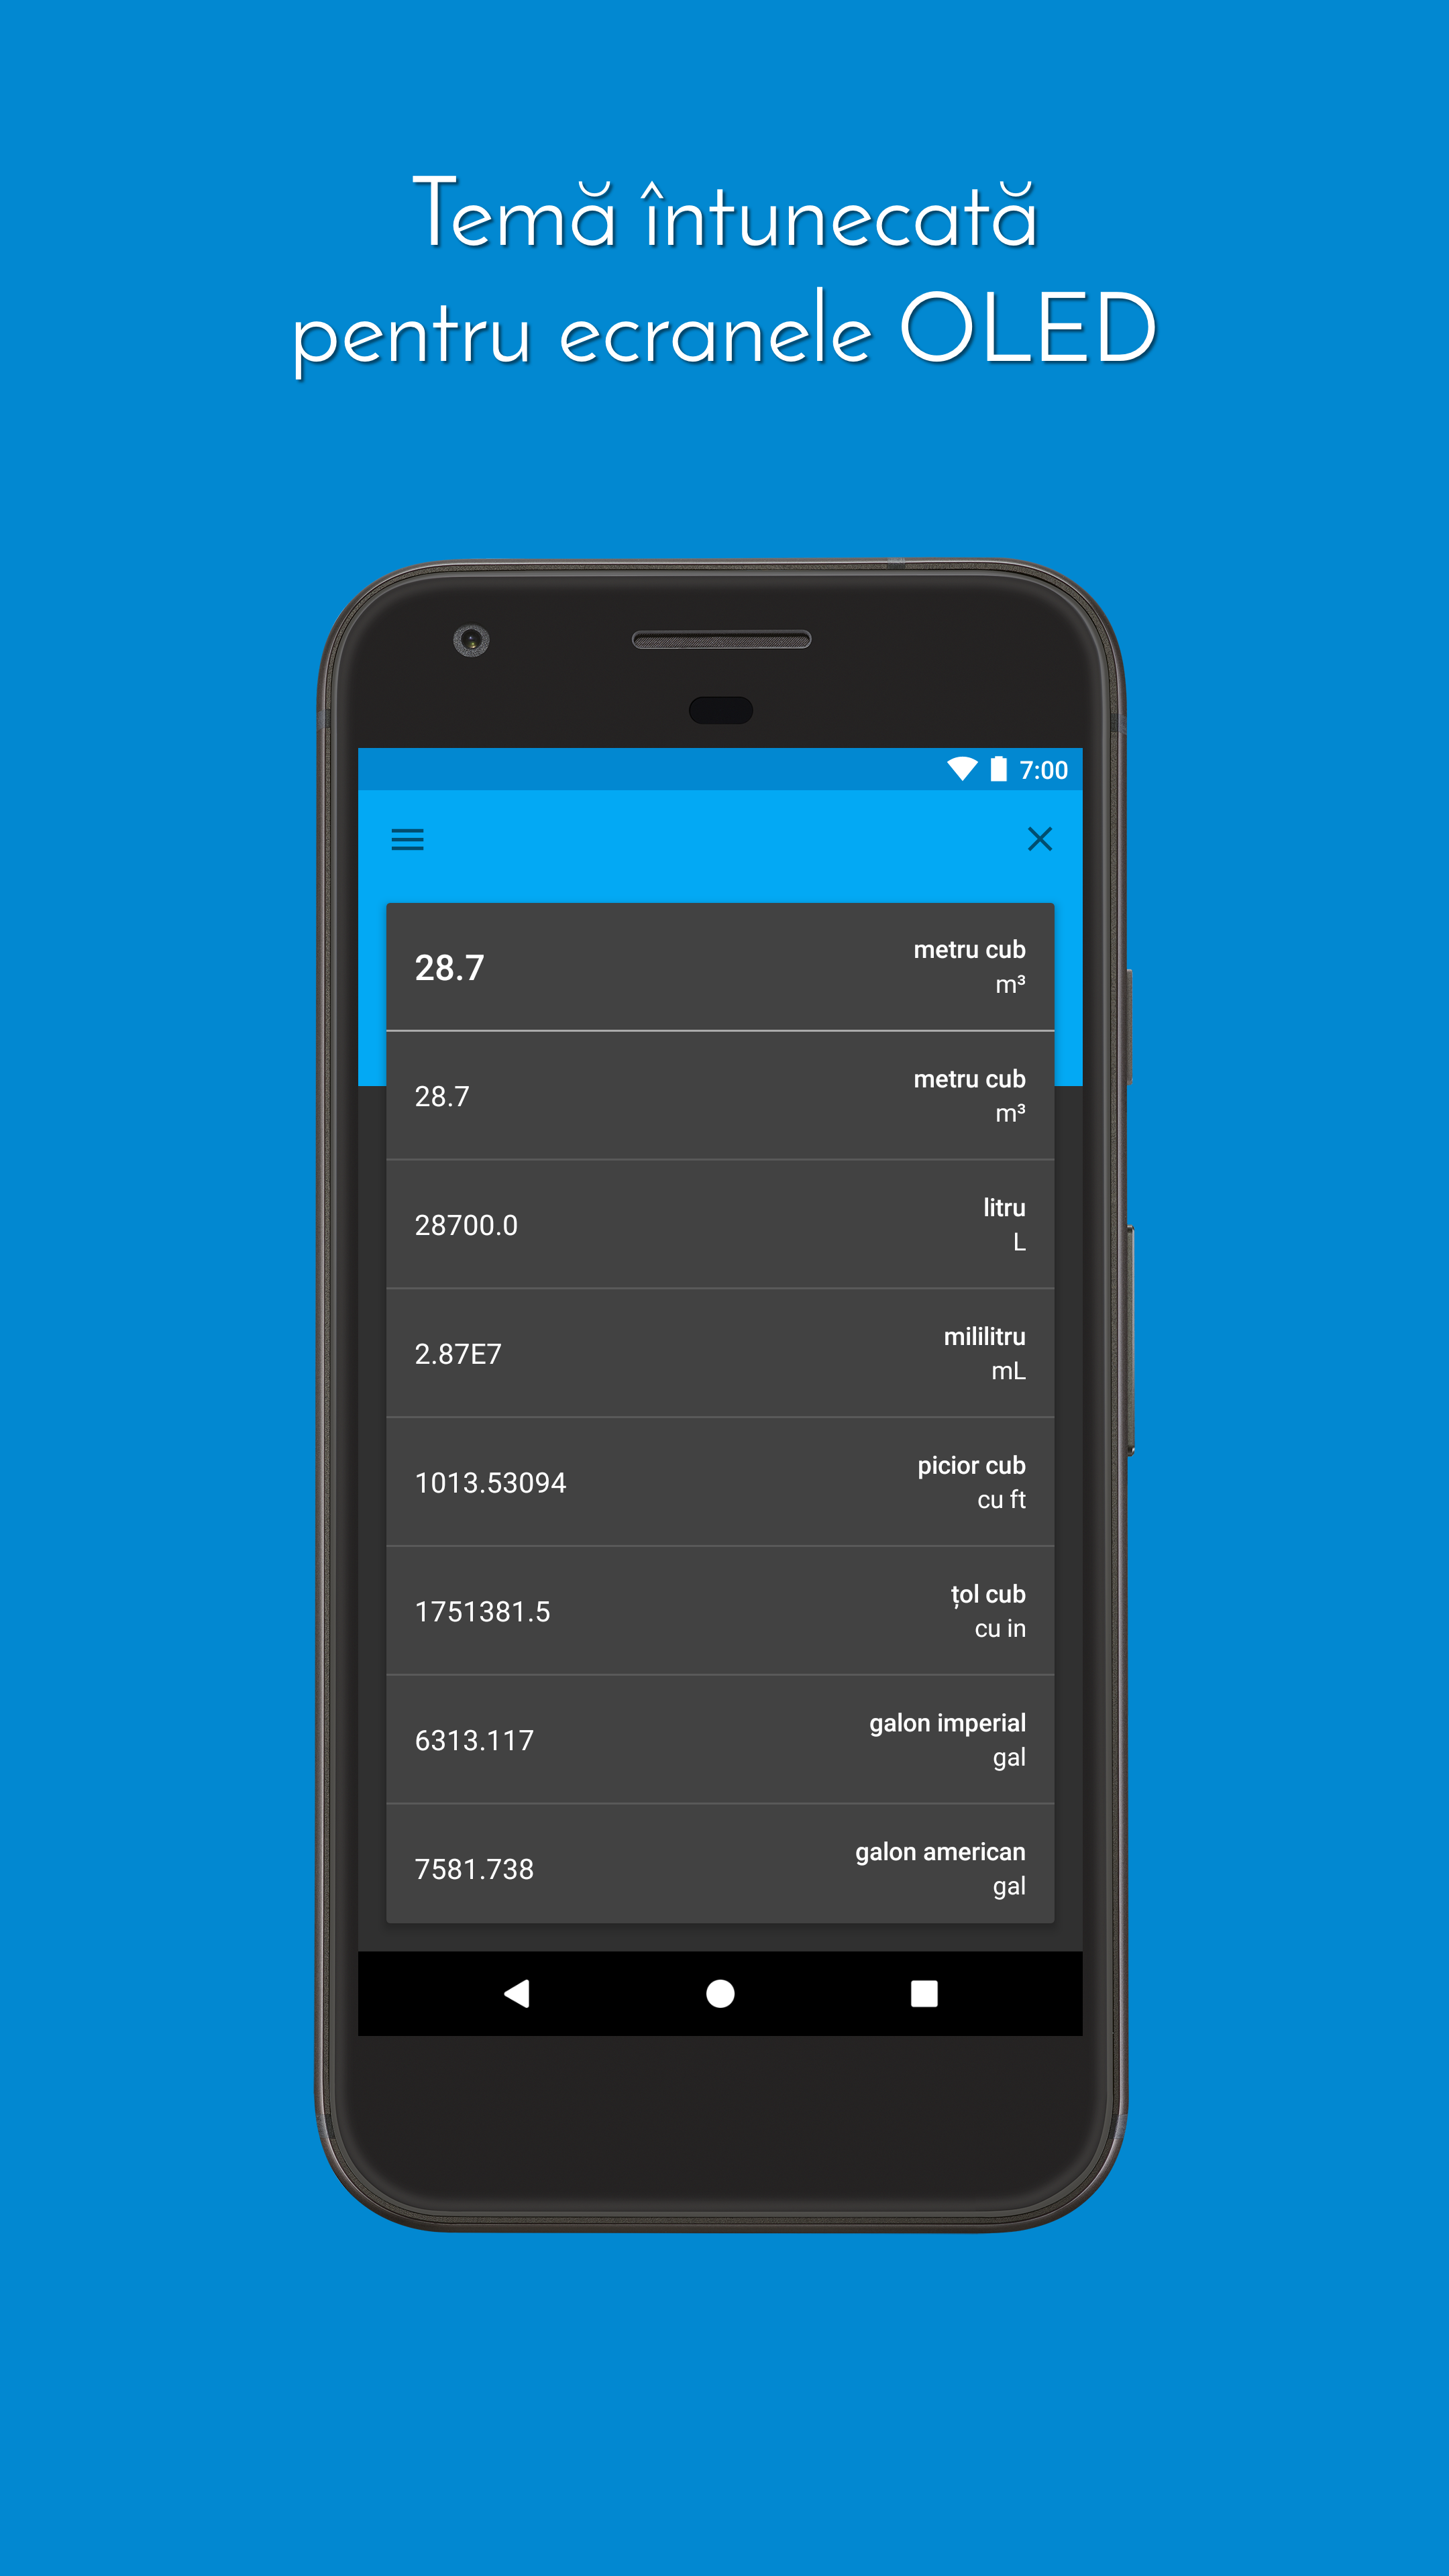 Temă întunecată
pentru ecranele OLED
7:00
28.7 metru cub
m³
28.7 metru cub
m³
28700.0 litru
L
2.87E7 mililitru
mL
1013.53094 picior cub
cu ft
1751381.5 țol cub
cu in
6313.117 galon imperial
gal
7581.738 galon american
gal